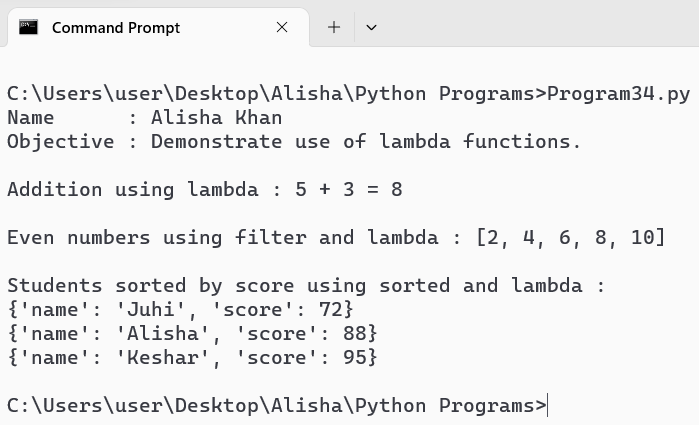 Command Prompt
C:\Users\user\Desktop\Alisha\Python Programs>Program34.py
Name      : Alisha Khan
Objective : Demonstrate use of lambda functions.
Addition using lambda : 5 + 3 = 8
Even numbers using filter and lambda : [2, 4, 6, 8, 10]
Students sorted by score using sorted and lambda :
{'name': 'Juhi', 'score': 72}
{'name': 'Alisha', 'score': 88}
{'name': 'Keshar', 'score': 95}
C:\Users\user\Desktop\Alisha\Python Programs>